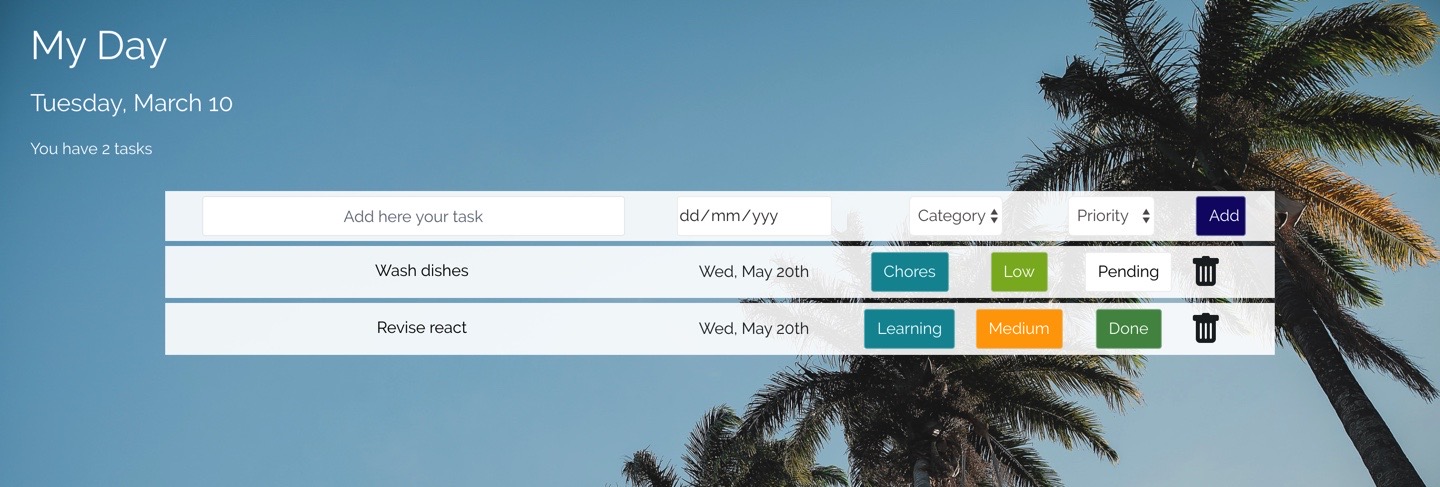 My Day
Tuesday, March 10
You have 2 tasks
Add here your task dd/mm/yyy Category Priority Add
Wash dishes Wed, May 20th Chores Low Pending
Revise react Wed, May 20th Learning Medium Done